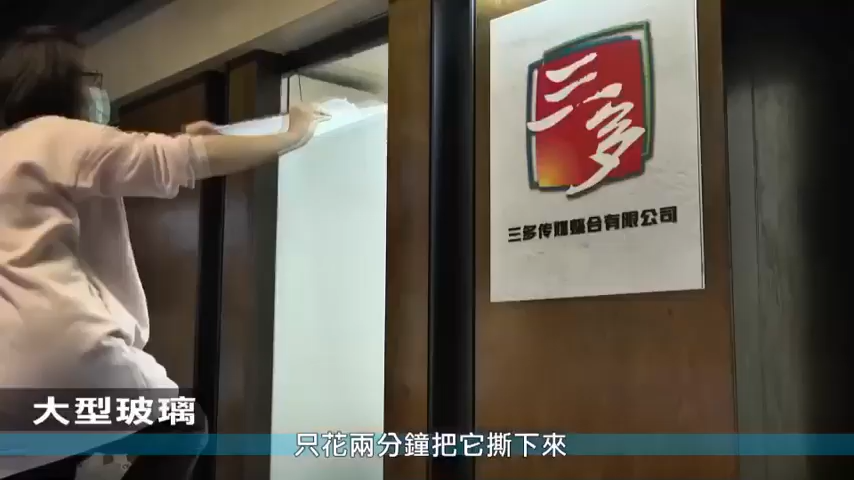 三多
三多传媒整合有限公司
大型玻璃
只花兩分鐘把它撕下來